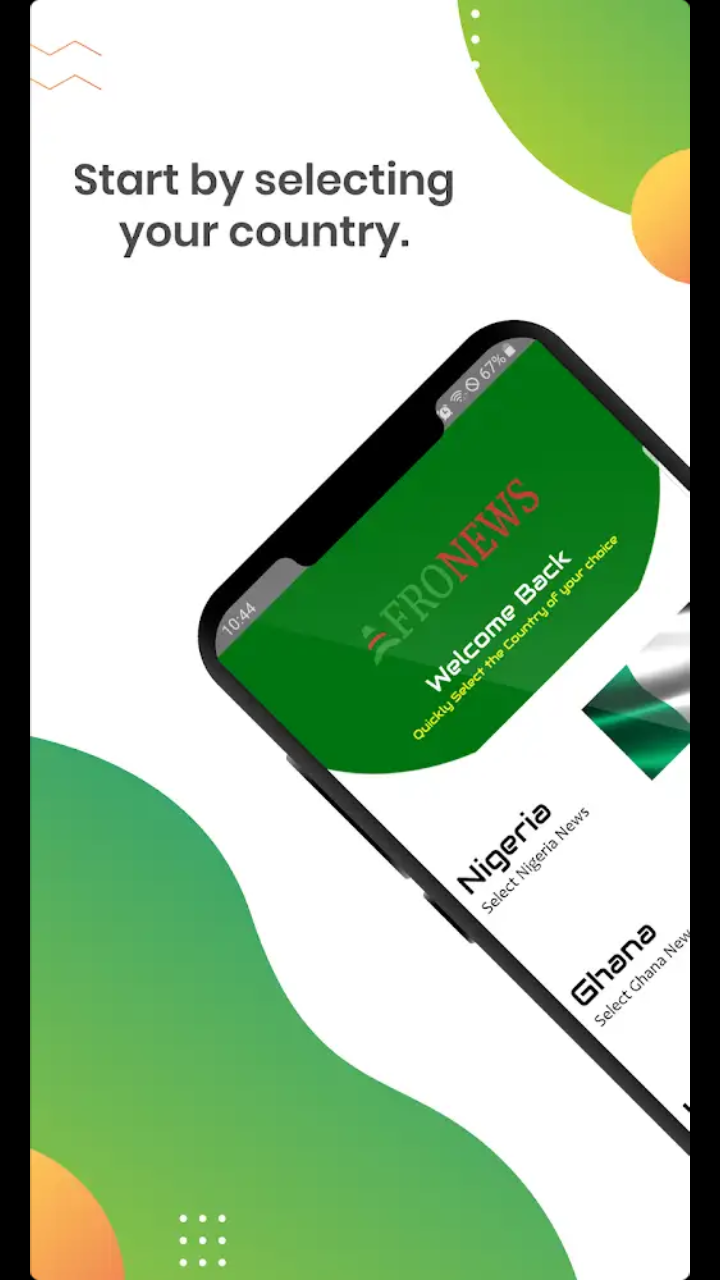 Start by selecting
your country.
10:44
67%
AFRONEWS
Welcome Back
Quickly Select the Country of your choice
Nigeria
Select Nigeria News
Ghana
Select Ghana New